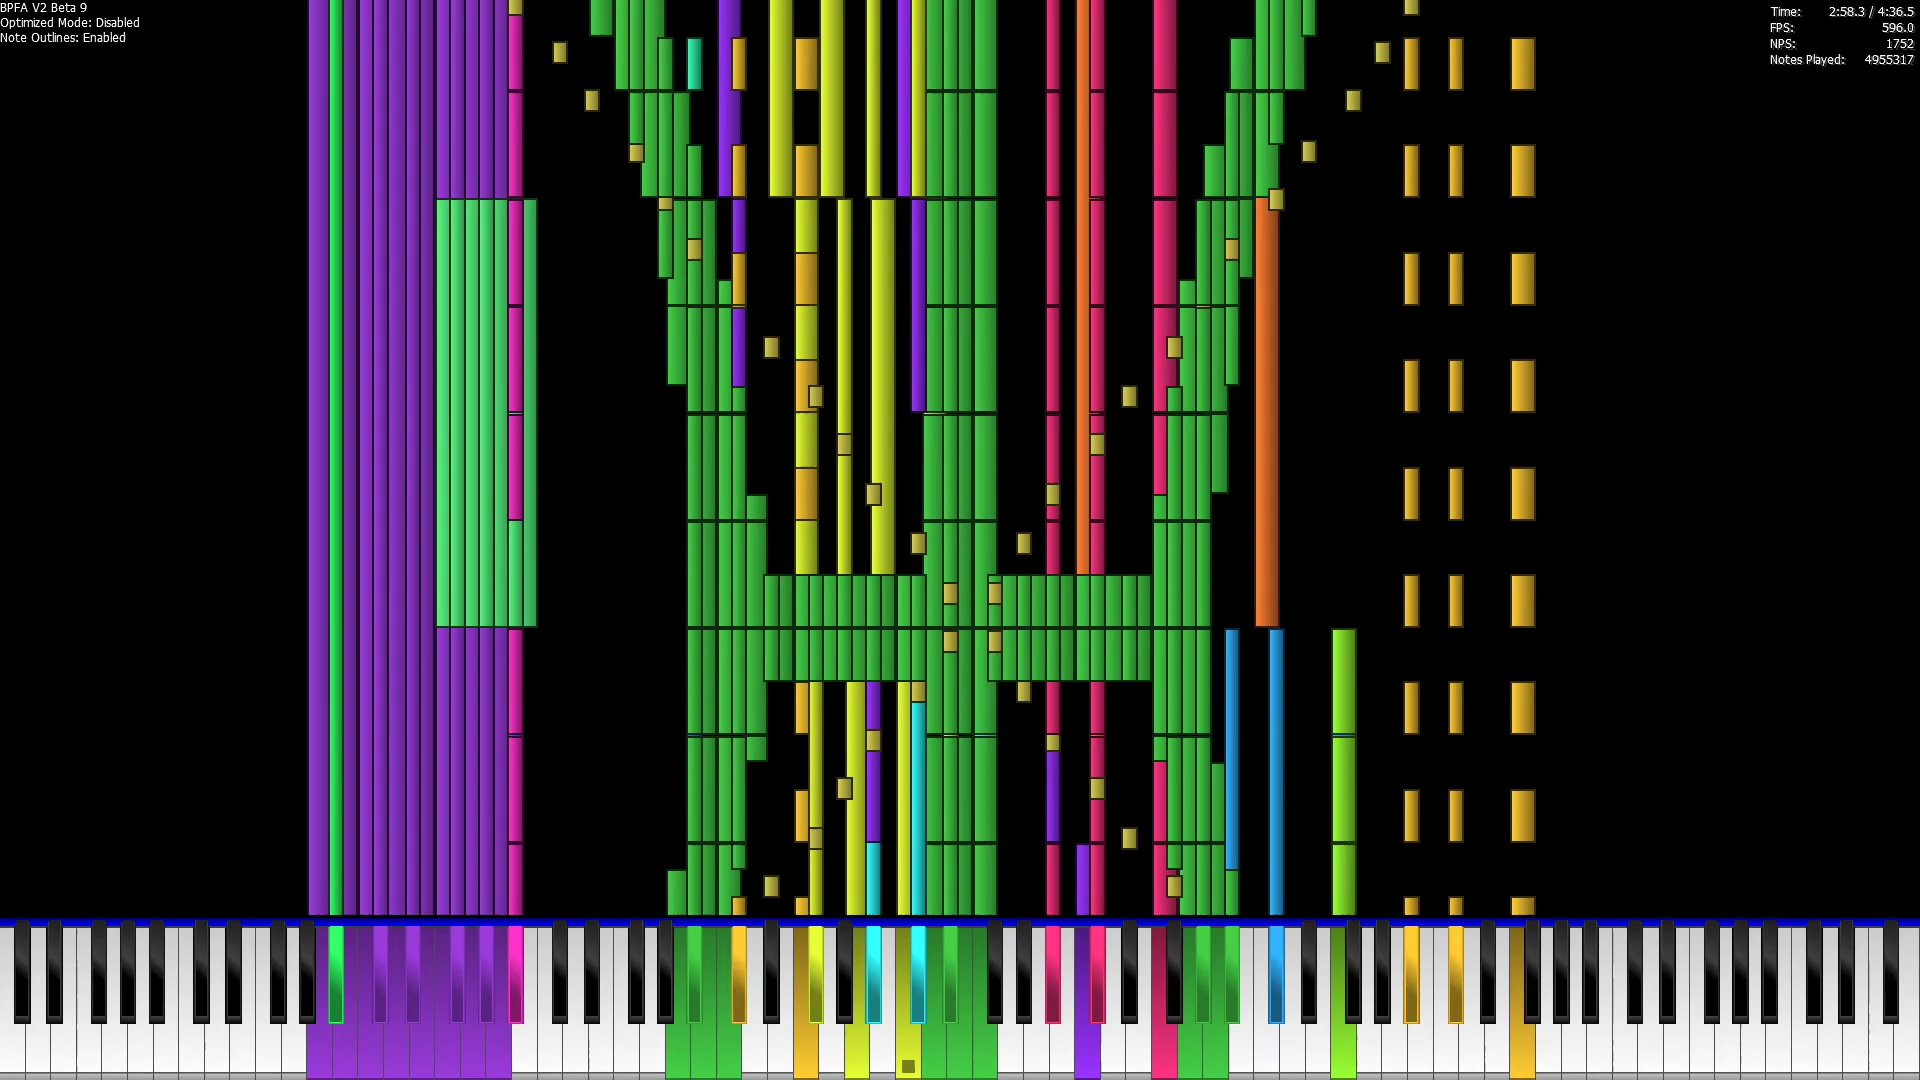 BPFA V2 Beta 9
Optimized Mode: Disabled
Note Outlines: Enabled
Time: 2:58.3 / 4:36.5
FPS: 596.0
NPS: 1752
Notes Played: 4955317